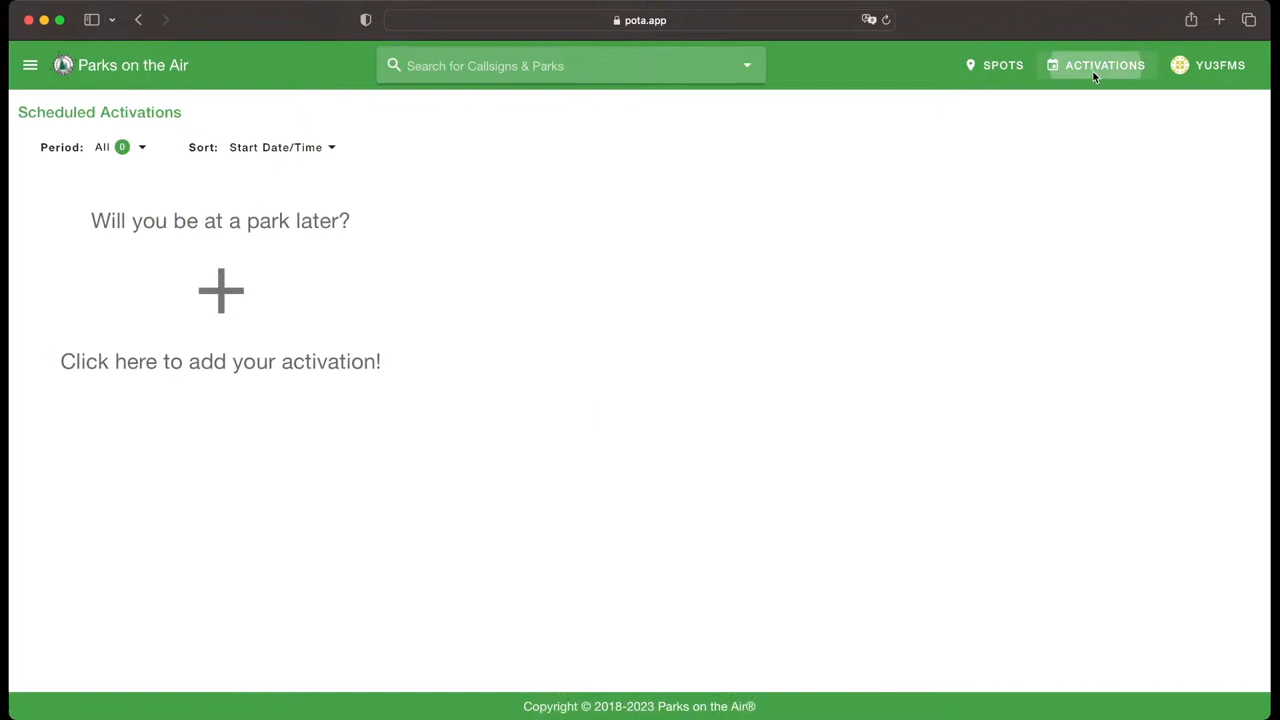 pota.app
Parks on the Air
Search for Callsigns & Parks
SPOTS
ACTIVATIONS
YU3FMS
Scheduled Activations
Period: All 0
Sort: Start Date/Time
Will you be at a park later?
Click here to add your activation!
Copyright © 2018-2023 Parks on the Air®